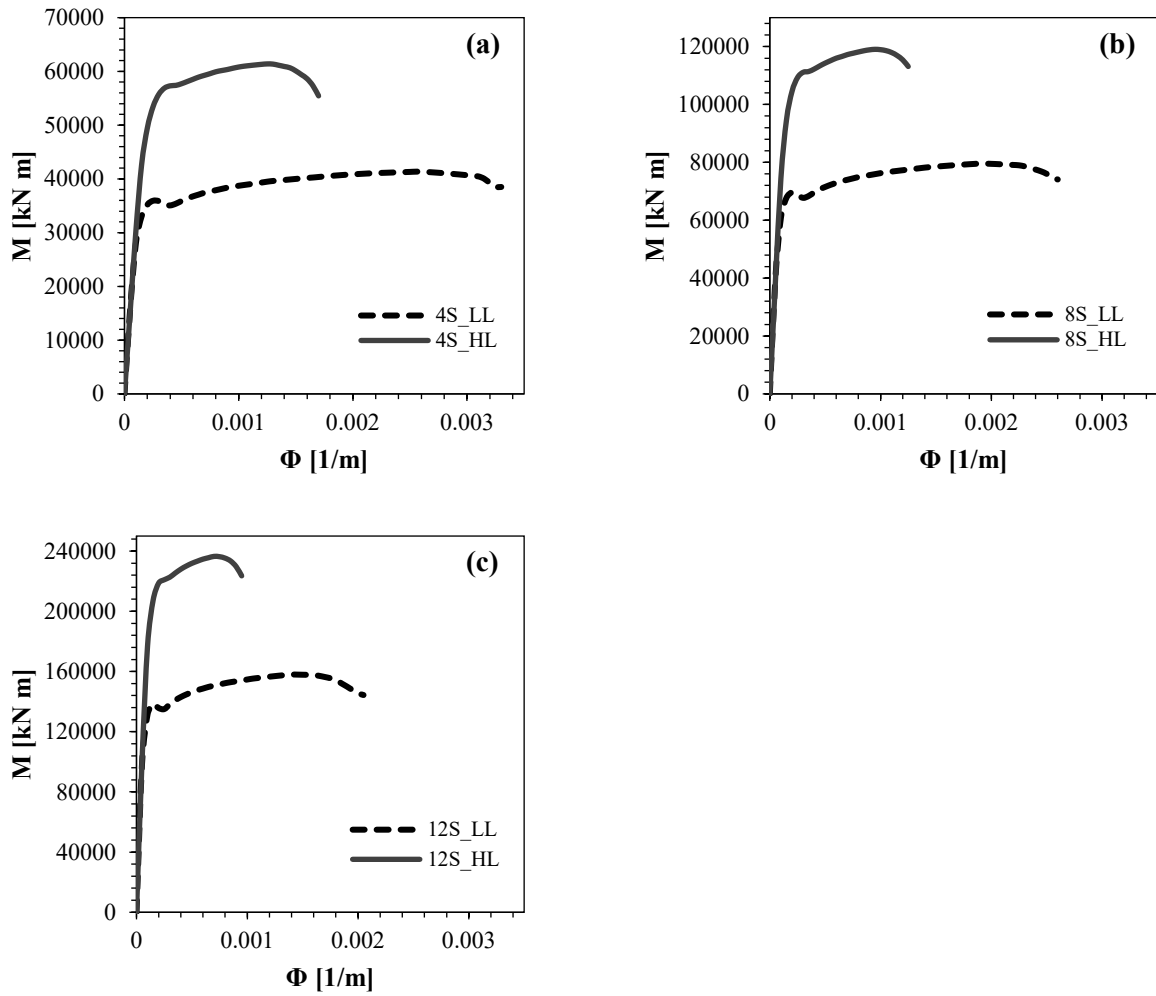 (a)
M [kN m]
70000
60000
50000
40000
30000
20000
10000
0
0 0.001 0.002 0.003
Φ [1/m]
4S_LL
4S_HL
(b)
M [kN m]
120000
100000
80000
60000
40000
20000
0
0 0.001 0.002 0.003
Φ [1/m]
8S_LL
8S_HL
(c)
M [kN m]
240000
200000
160000
120000
80000
40000
0
0 0.001 0.002 0.003
Φ [1/m]
12S_LL
12S_HL